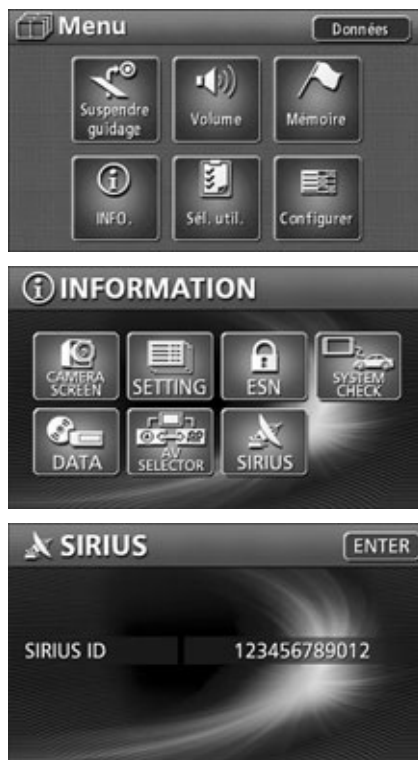 Menu
Données
Suspendre
guidage
Volume
Mémoire
INFO.
Sél. util.
Configurer
INFORMATION
CAMERA
SCREEN
SETTING
ESN
SYSTEM
CHECK
DATA
AV
SELECTOR
SIRIUS
SIRIUS
ENTER
SIRIUS ID
123456789012